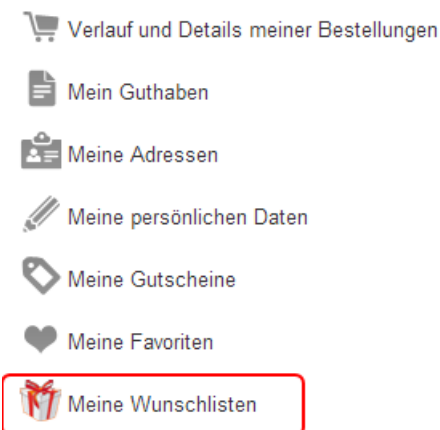 Verlauf und Details meiner Bestellungen
Mein Guthaben
Meine Adressen
Meine persönlichen Daten
Meine Gutscheine
Meine Favoriten
Meine Wunschlisten